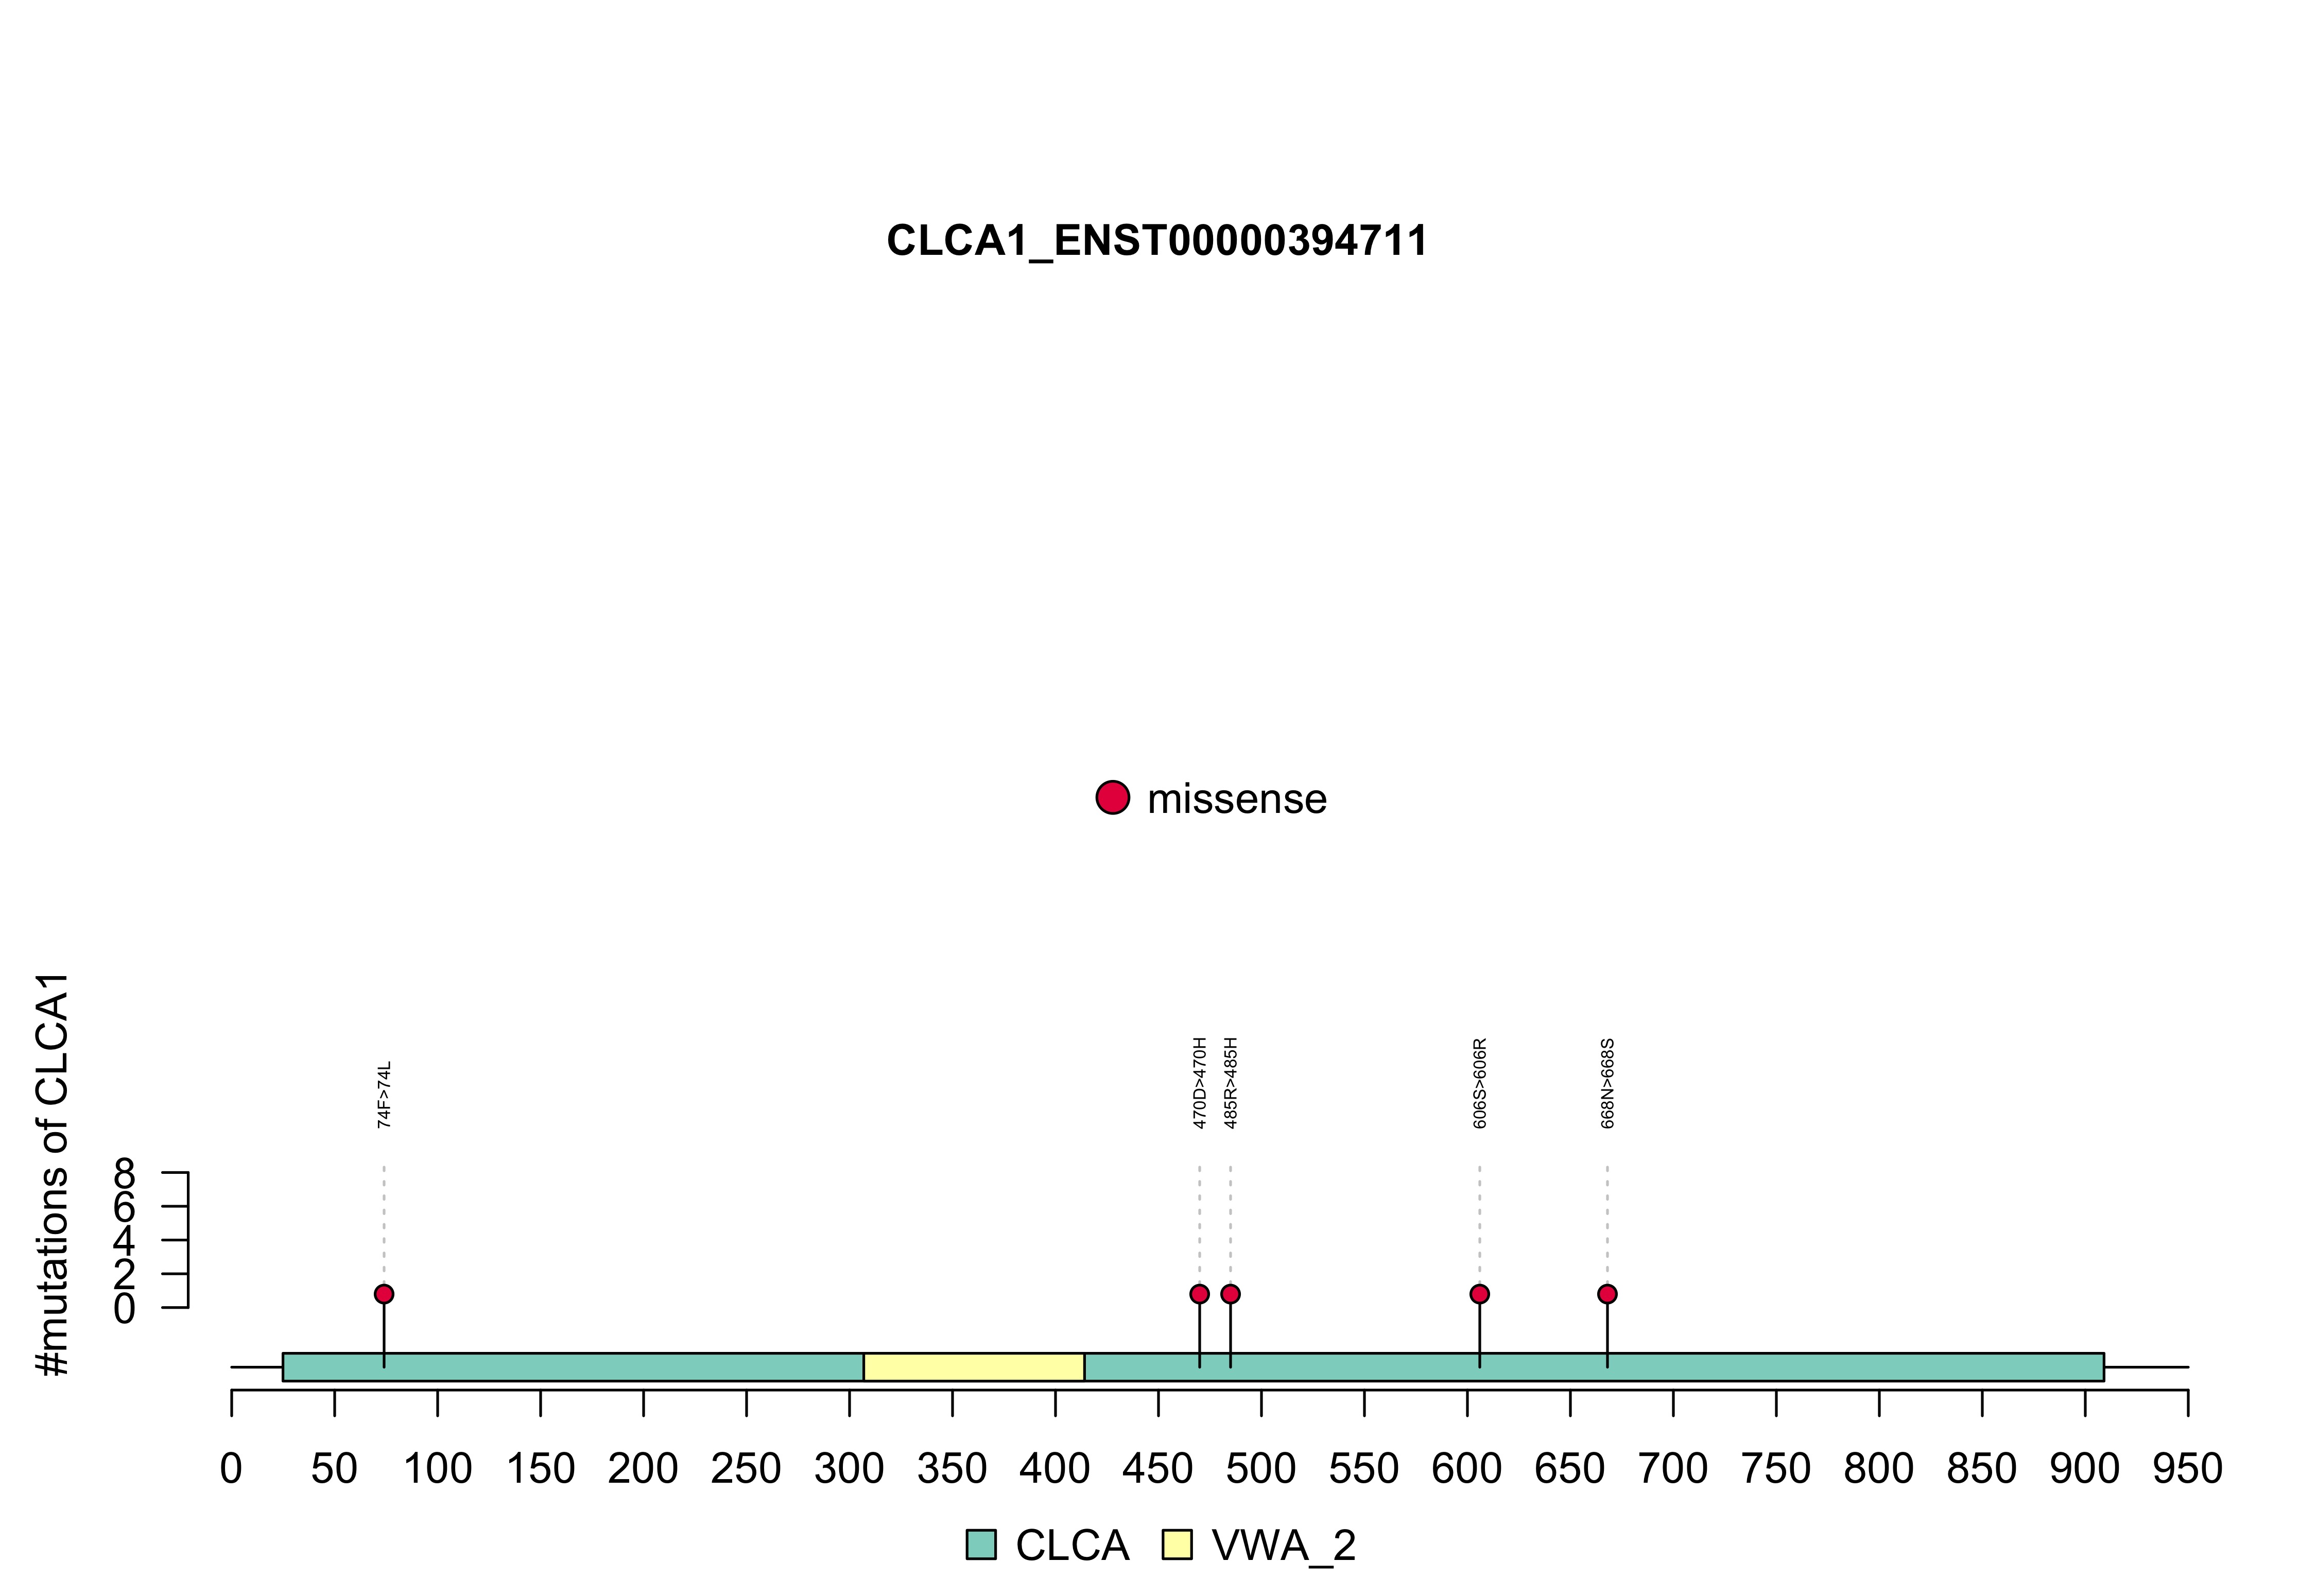 CLCA1_ENST00000394711
missense
#mutations of CLCA1
74F>74L
470D>470H
485R>485H
606S>606R
668N>668S
8
6
4
2
0
0 50 100 150 200 250 300 350 400 450 500 550 600 650 700 750 800 850 900 950
CLCA VWA_2